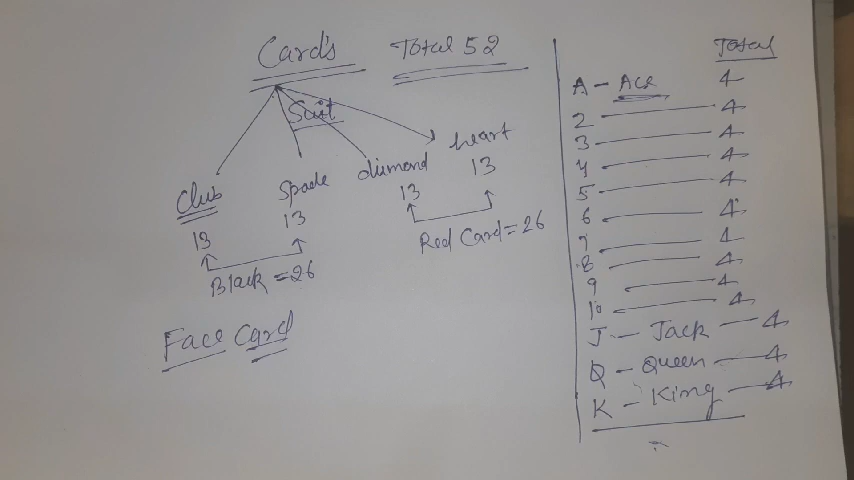 Card's Total 52
Suit
Club Spade diamond heart
13 13 13 13
Black = 26 Red Card = 26
Face Card
Total
A - Ace 4
2 4
3 4
4 4
5 4
6 4
7 4
8 4
9 4
10 4
J - Jack - 4
Q - Queen - 4
K - King - 4